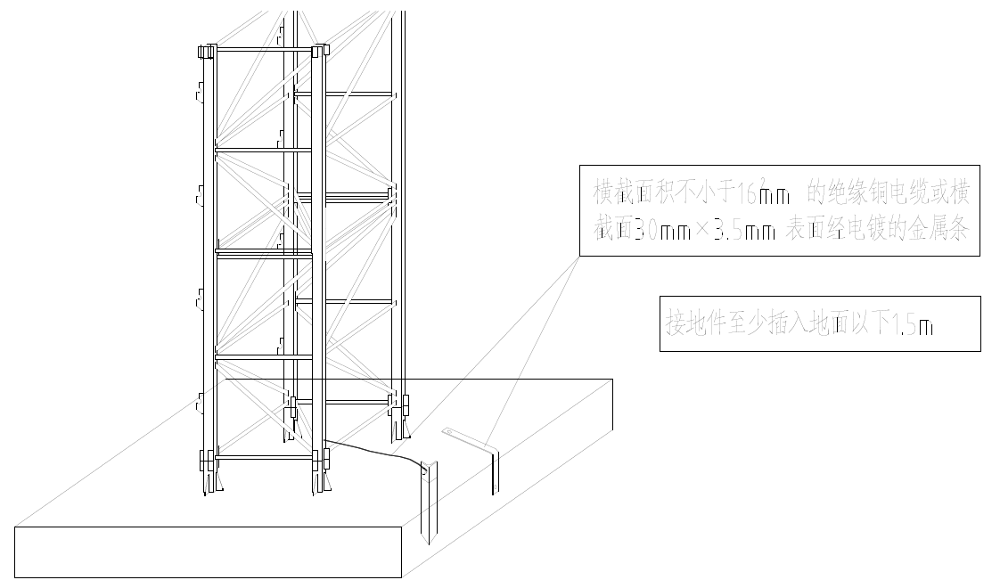 横截面积不小于16²mm 的绝缘铜电缆或横
截面30mm×3.5mm 表面经电镀的金属条
接地件至少插入地面以下1.5m